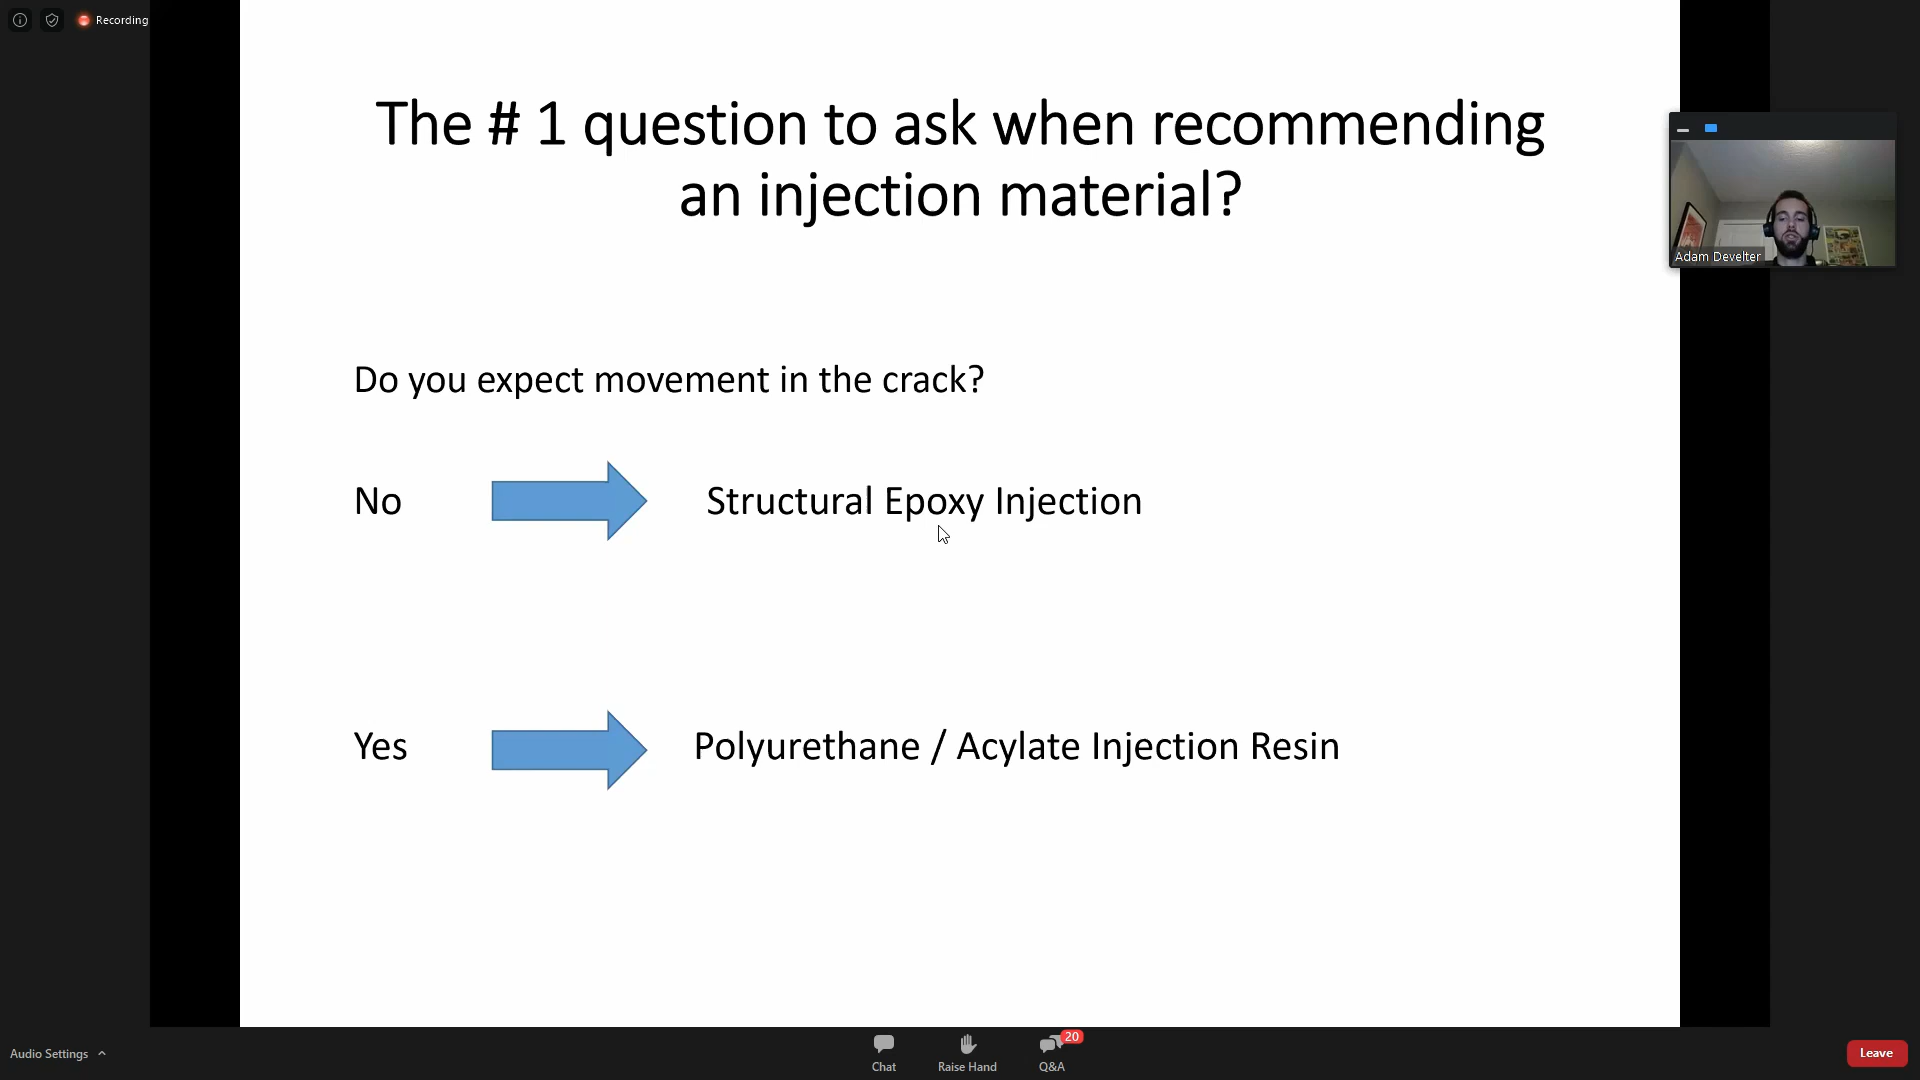 Recording
The # 1 question to ask when recommending
an injection material?
Adam Develter
Do you expect movement in the crack?
No
Structural Epoxy Injection
Yes
Polyurethane / Acylate Injection Resin
Audio Settings
Chat
Raise Hand
20
Q&A
Leave